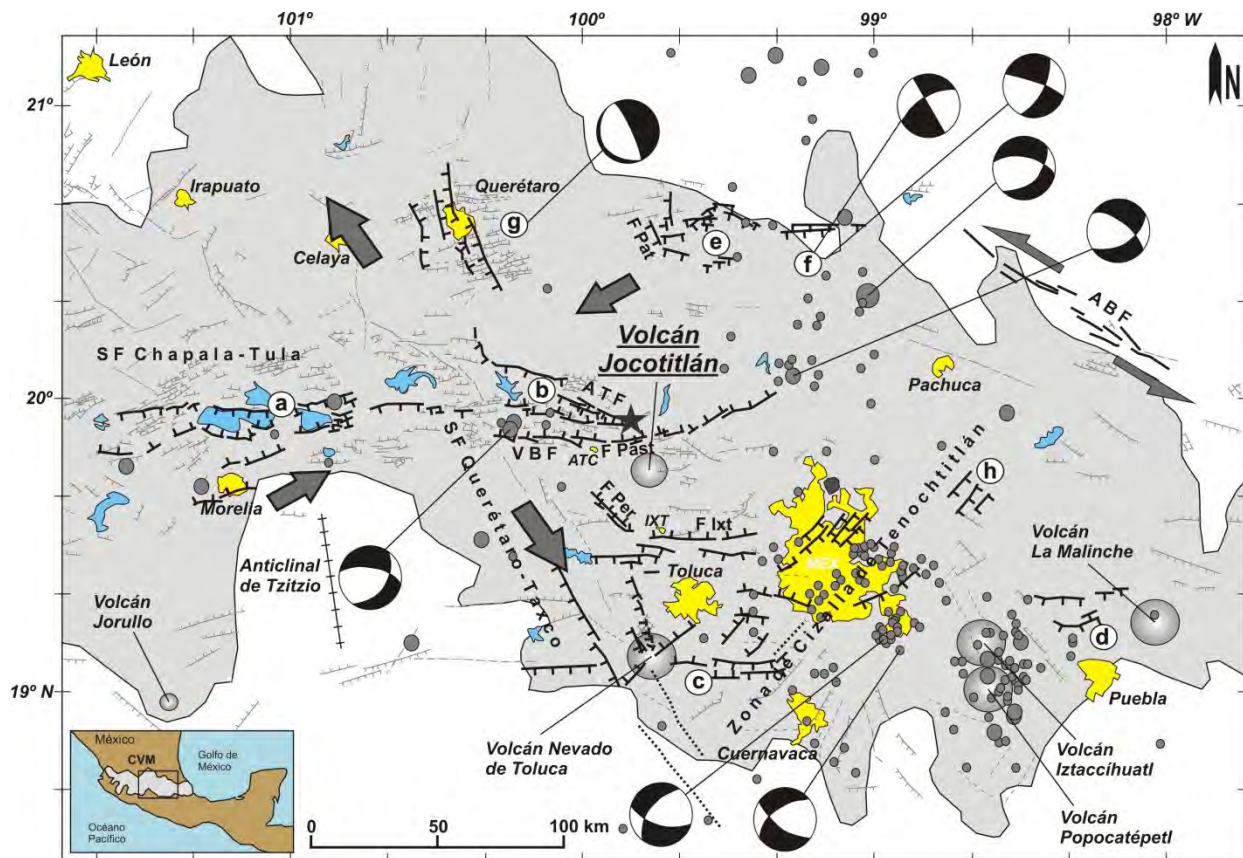 101º
100º
99º
98º W
León
N
21º
Irapuato
Querétaro
g
F Pat
e
f
Celaya
ABF
Volcán
Jocotitlán
SF Chapala-Tula
Pachuca
20º
a
b
ATF
VBF
F Past
ATC
h
Morelia
SF Querétaro-Taxco
F Per
IXT
F Ixt
MEX
Zona de Cizalla de Tenochtitlán
Volcán
La Malinche
Anticlinal
de Tzitzio
Toluca
Volcán
Jorullo
d
19º N
c
Puebla
México
CVM
Golfo de
México
Océano
Pacífico
Volcán Nevado
de Toluca
Cuernavaca
Volcán
Iztaccíhuatl
Volcán
Popocatépetl
0
50
100 km